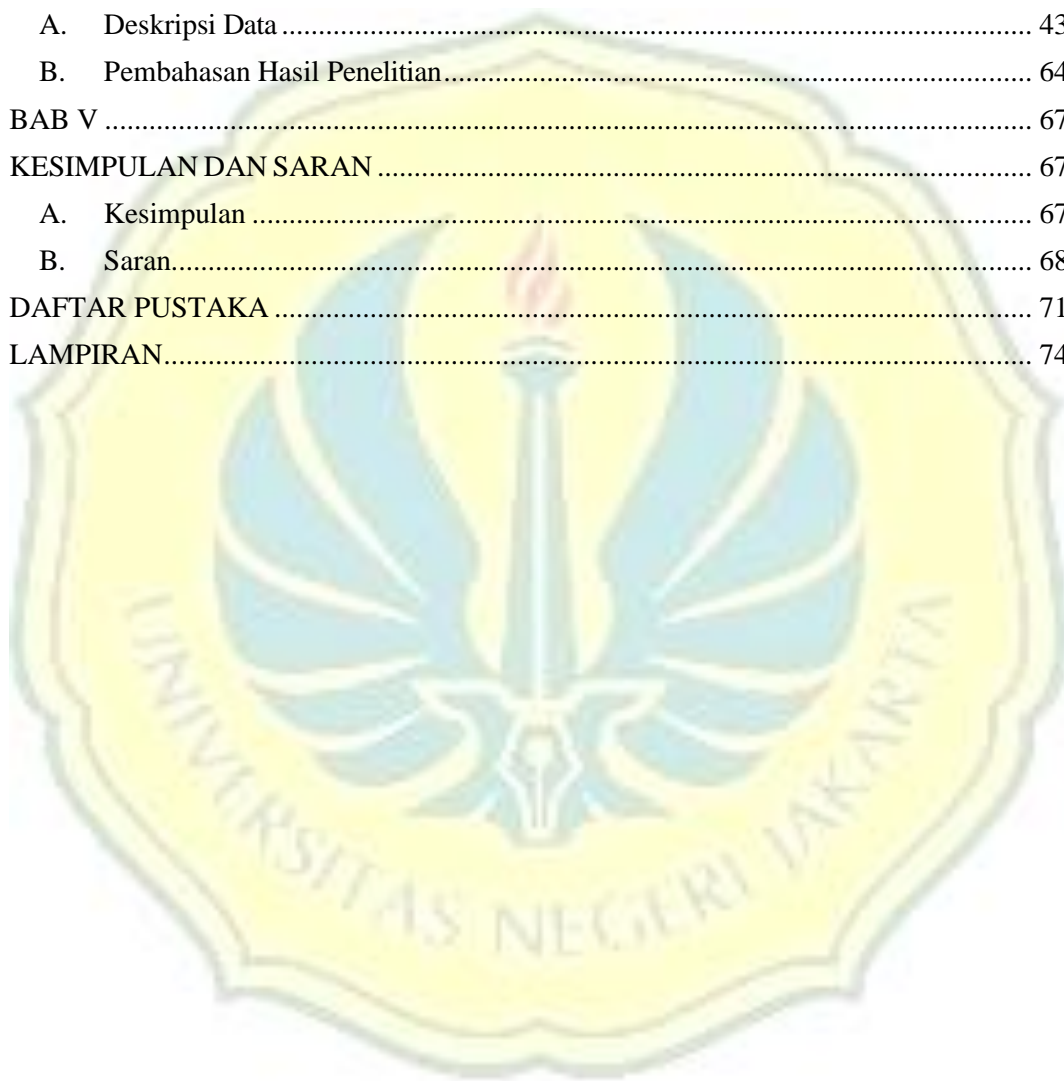 A. Deskripsi Data ........................................................................................................ 43
B. Pembahasan Hasil Penelitian ................................................................................ 64
BAB V ........................................................................................................................ 67
KESIMPULAN DAN SARAN .................................................................................... 67
A. Kesimpulan ........................................................................................................... 67
B. Saran..................................................................................................................... 68
DAFTAR PUSTAKA ................................................................................................. 71
LAMPIRAN................................................................................................................ 74
UNIVERSITAS NEGERI JAKARTA